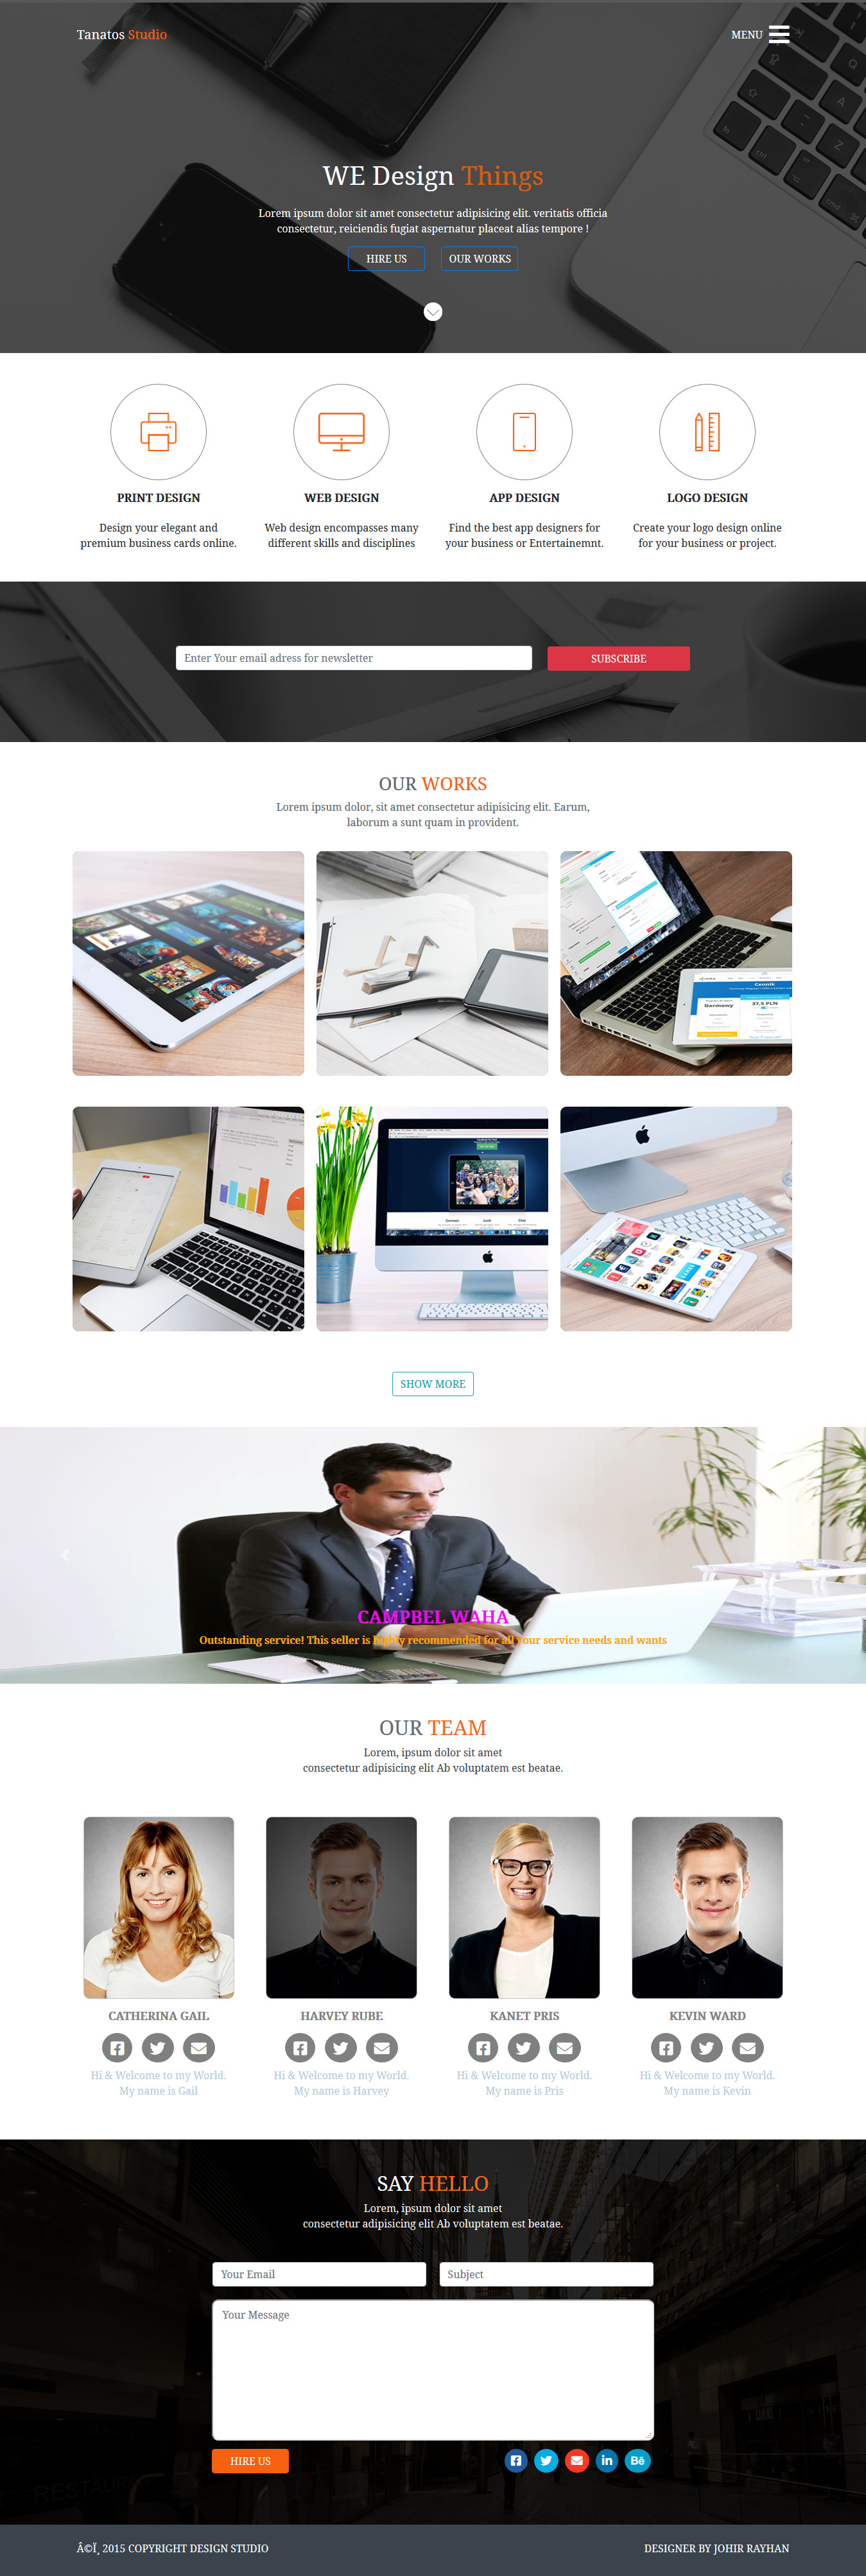 Tanatos Studio
MENU
WE Design Things
Lorem ipsum dolor sit amet consectetur adipisicing elit. veritatis officia
consectetur, reiciendis fugiat aspernatur placeat alias tempore !
HIRE US
OUR WORKS
PRINT DESIGN
Design your elegant and
premium business cards online.
WEB DESIGN
Web design encompasses many
different skills and disciplines
APP DESIGN
Find the best app designers for
your business or Entertainemnt.
LOGO DESIGN
Create your logo design online
for your business or project.
Enter Your email adress for newsletter
SUBSCRIBE
OUR WORKS
Lorem ipsum dolor, sit amet consectetur adipisicing elit. Earum,
laborum a sunt quam in provident.
Cennik
Darmowy
37,5 PLN
SHOW MORE
CAMPBEL WAHA
Outstanding service! This seller is highly recommended for all your service needs and wants
OUR TEAM
Lorem, ipsum dolor sit amet
consectetur adipisicing elit Ab voluptatem est beatae.
CATHERINA GAIL
Hi & Welcome to my World.
My name is Gail
HARVEY RUBE
Hi & Welcome to my World.
My name is Harvey
KANET PRIS
Hi & Welcome to my World.
My name is Pris
KEVIN WARD
Hi & Welcome to my World.
My name is Kevin
SAY HELLO
Lorem, ipsum dolor sit amet
consectetur adipisicing elit Ab voluptatem est beatae.
Your Email
Subject
Your Message
HIRE US
in
Bē
Â©Ï¸ 2015 COPYRIGHT DESIGN STUDIO
DESIGNER BY JOHIR RAYHAN